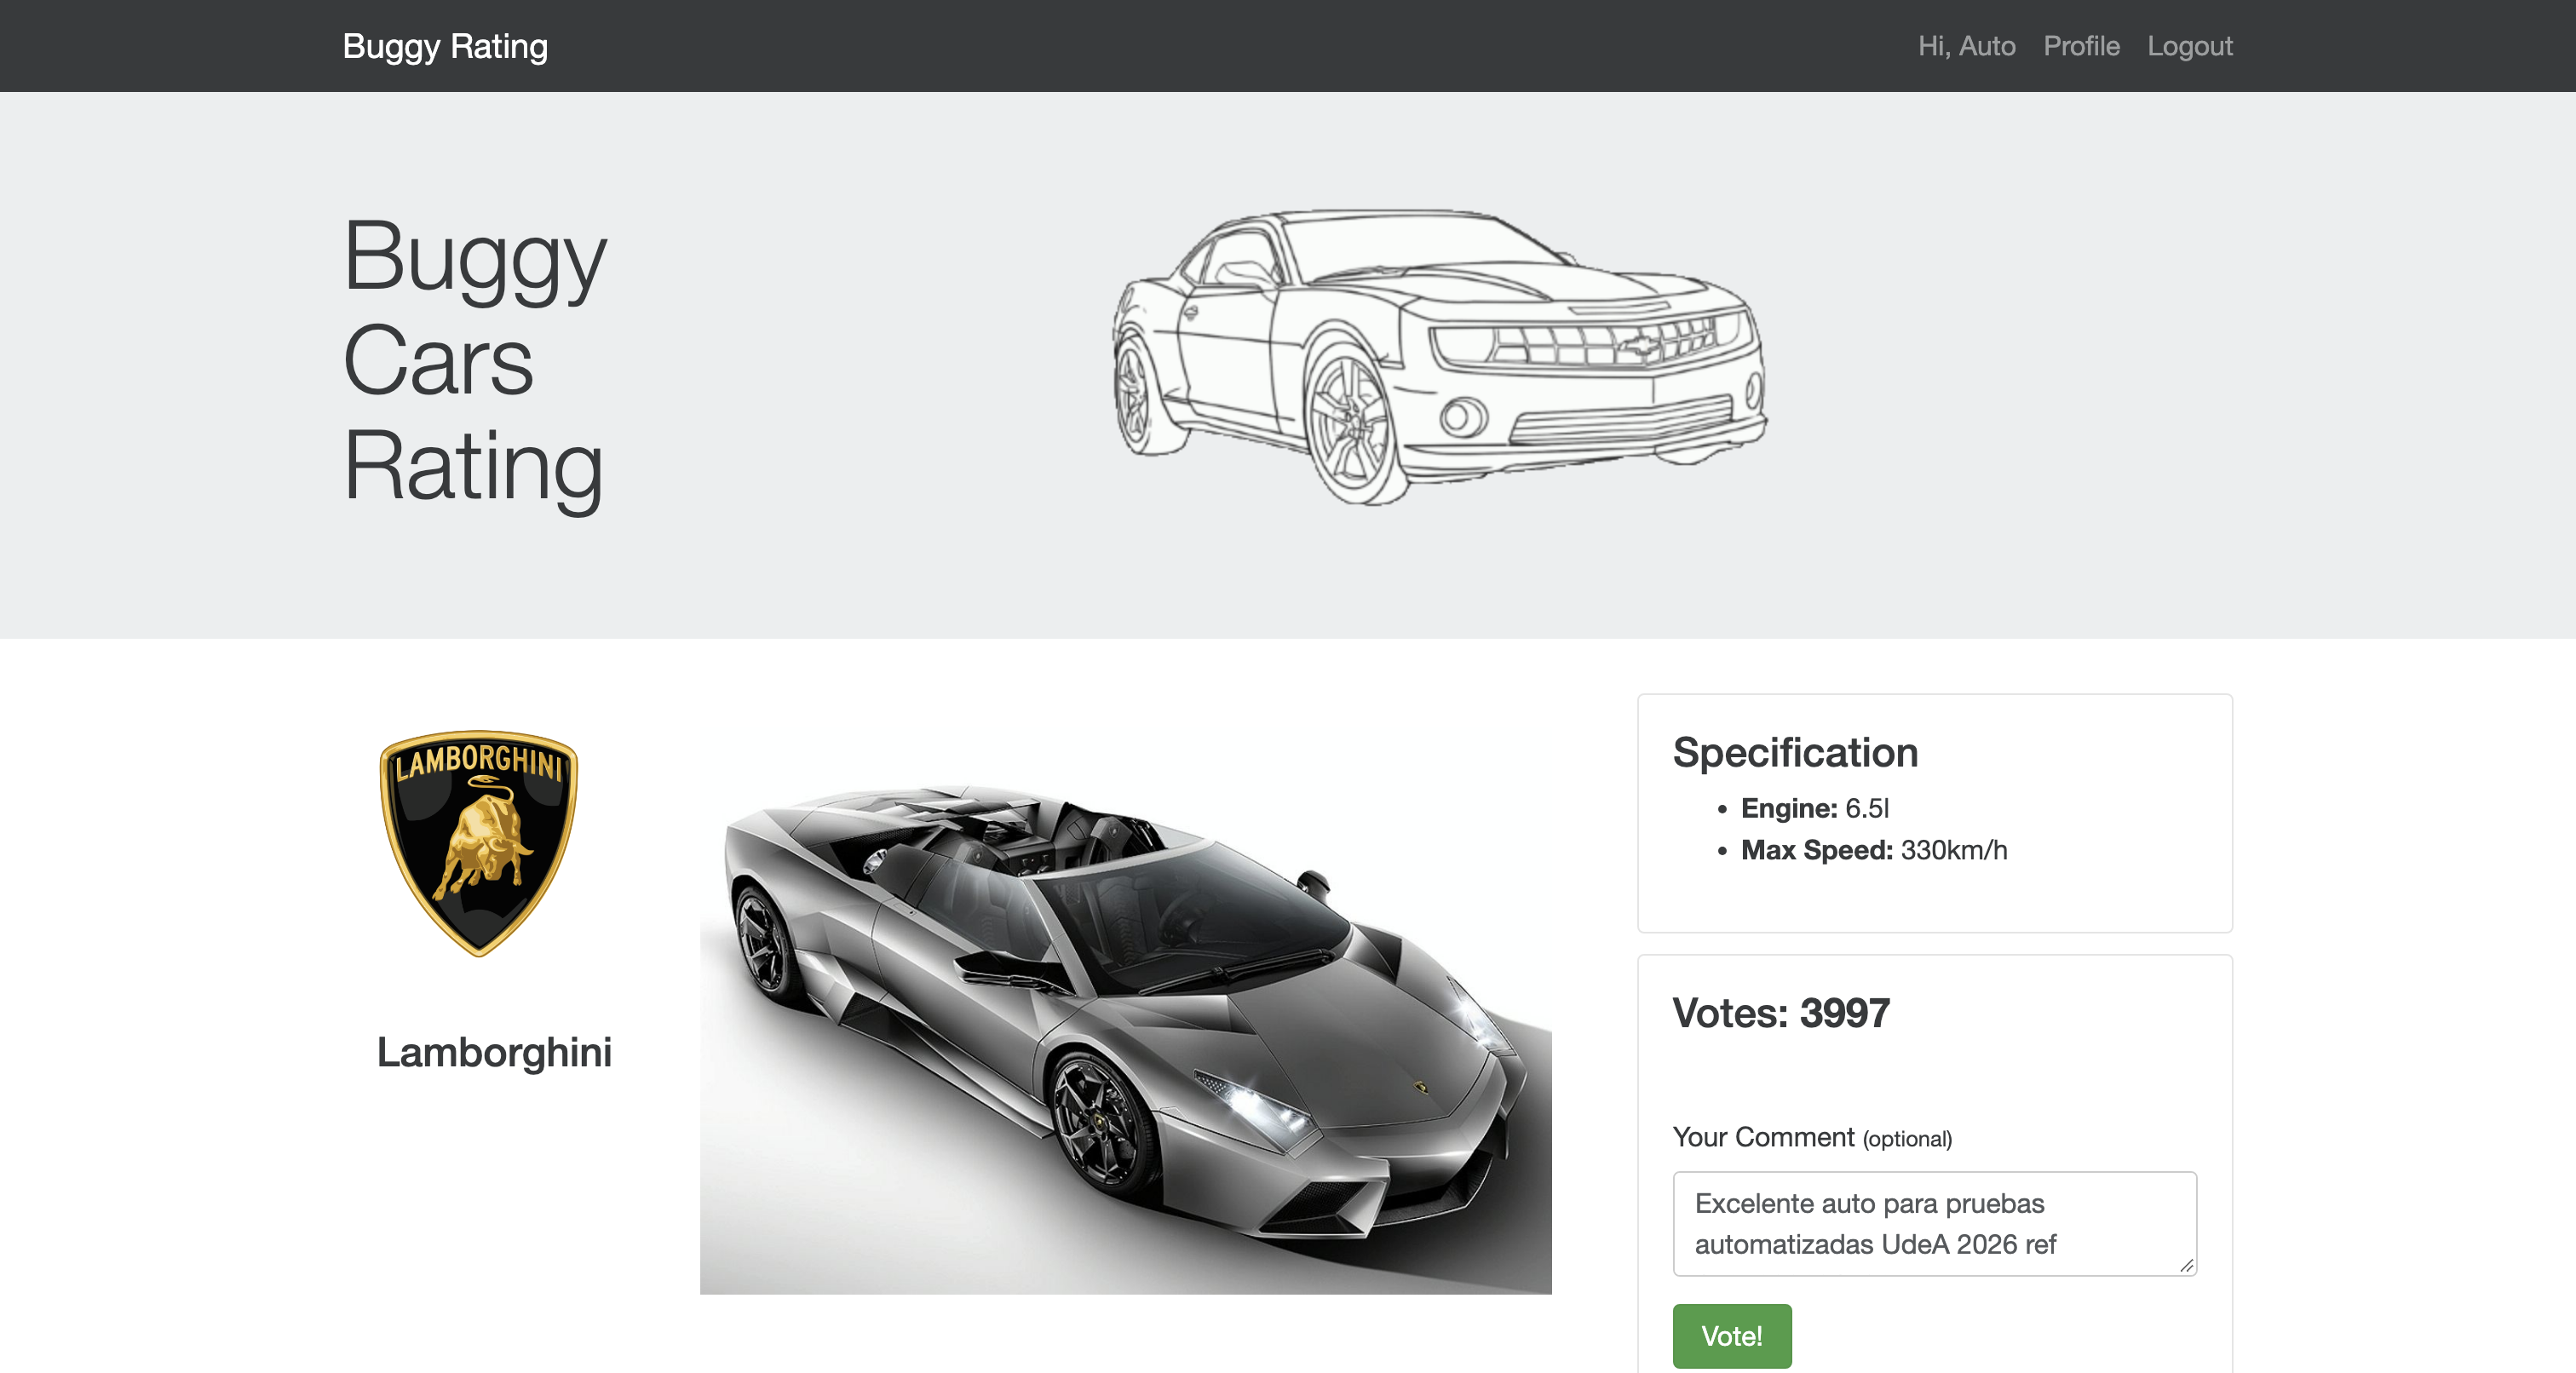 Buggy Rating
Hi, Auto
Profile
Logout
Buggy
Cars
Rating
LAMBORGHINI
Lamborghini
Specification
• Engine: 6.5l
• Max Speed: 330km/h
Votes: 3997
Your Comment (optional)
Excelente auto para pruebas
automatizadas UdeA 2026 ref
Vote!